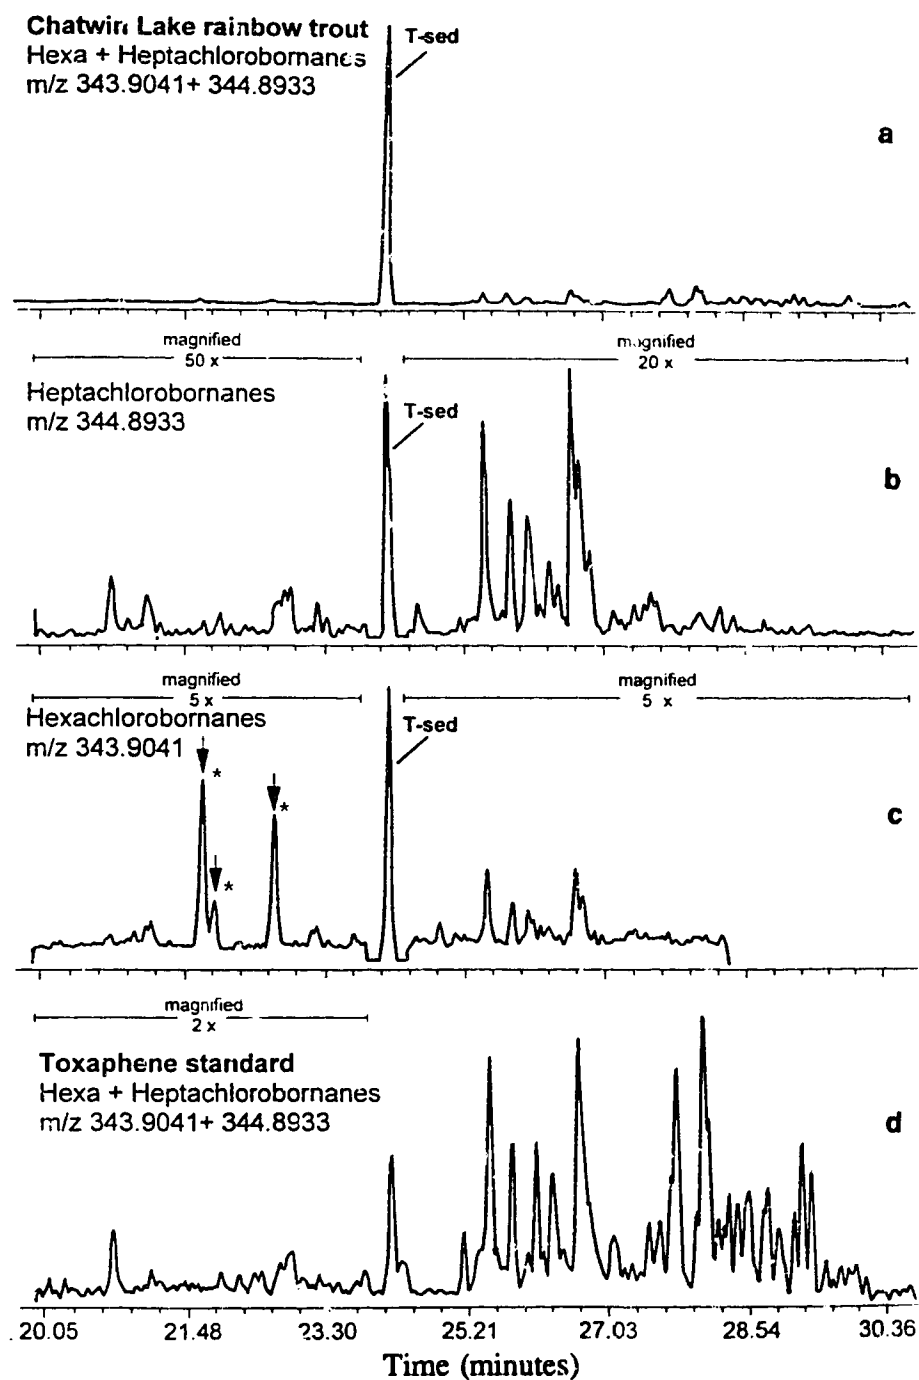 Chatwin Lake rainbow trout
Hexa + Heptachlorobornanes
m/z 343.9041+ 344.8933
T-sed
a
magnified
50 x
magnified
20 x
Heptachlorobornanes
m/z 344.8933
T-sed
b
magnified
5 x
magnified
5 x
Hexachlorobornanes
m/z 343.9041
T-sed
*
*
*
c
magnified
2 x
Toxaphene standard
Hexa + Heptachlorobornanes
m/z 343.9041+ 344.8933
d
20.05 21.48 23.30 25.21 27.03 28.54 30.36
Time (minutes)